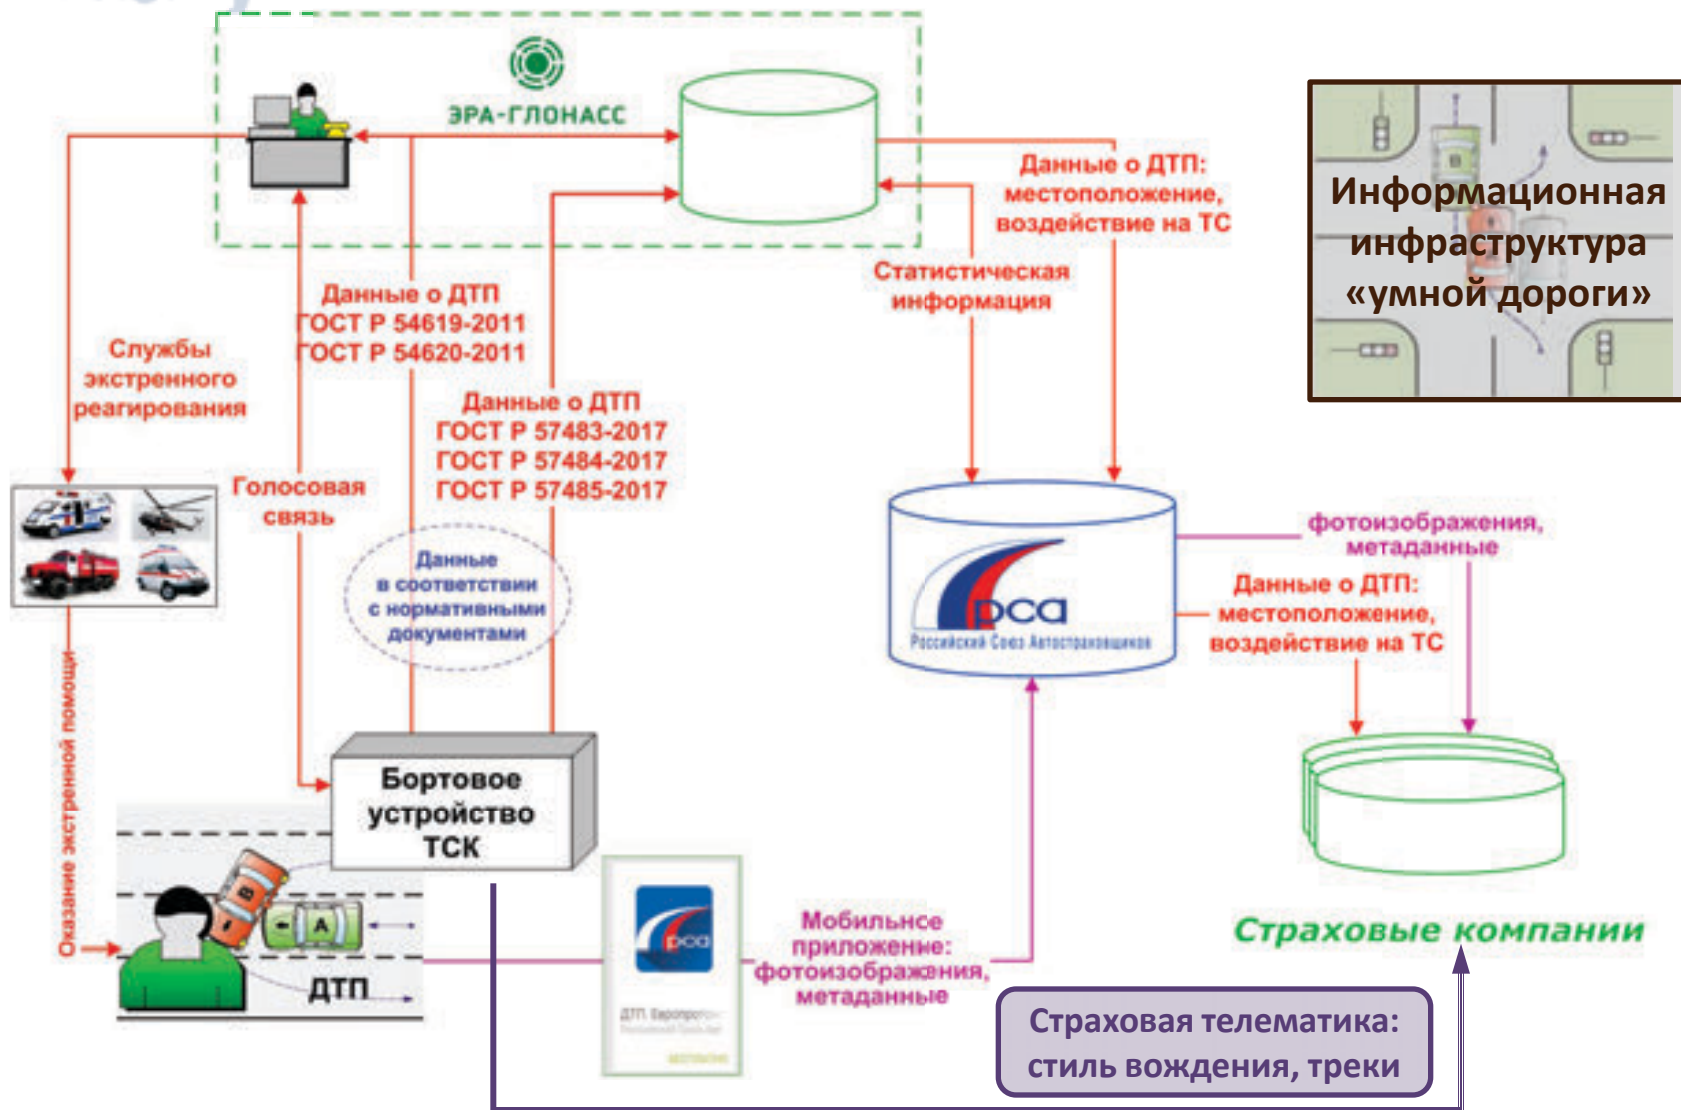 ЭРА-ГЛОНАСС
Данные о ДТП:
местоположение,
воздействие на ТС
Статистическая
информация
Информационная
инфраструктура
«умной дороги»
Данные о ДТП
ГОСТ Р 54619-2011
ГОСТ Р 54620-2011
Службы
экстренного
реагирования
Данные о ДТП
ГОСТ Р 57483-2017
ГОСТ Р 57484-2017
ГОСТ Р 57485-2017
Голосовая
связь
Данные
в соответствии
с нормативными
документами
рса
Российский Союз Автостраховщиков
фотоизображения,
метаданные
Данные о ДТП:
местоположение,
воздействие на ТС
Оказание экстренной помощи
Бортовое
устройство
ТСК
В
А
ДТП
рса
ДТП. Европротокол
Мобильное
приложение:
фотоизображения,
метаданные
Страховые компании
Страховая телематика:
стиль вождения, треки